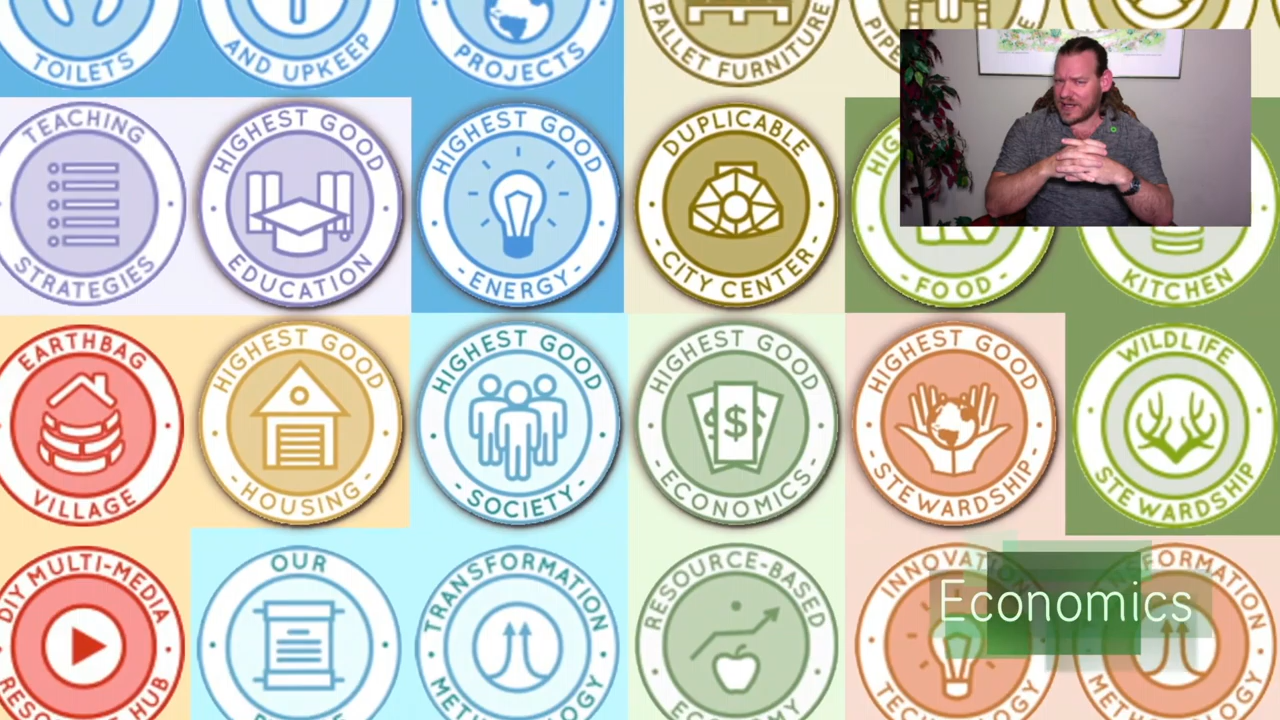 TOILETS
AND UPKEEP
PROJECTS
PALLET FURNITURE
TEACHING
STRATEGIES
HIGHEST GOOD
EDUCATION
HIGHEST GOOD
- ENERGY -
DUPLICABLE
- CITY CENTER -
- FOOD -
KITCHEN
EARTHBAG
VILLAGE
HIGHEST GOOD
- HOUSING -
HIGHEST GOOD
- SOCIETY -
HIGHEST GOOD
- ECONOMICS -
$ $ $
HIGHEST GOOD
- STEWARDSHIP -
WILDLIFE
STEWARDSHIP
DIY MULTI-MEDIA
HUB
OUR
TRANSFORMATION
RESOURCE-BASED
INNOVATION
Economics